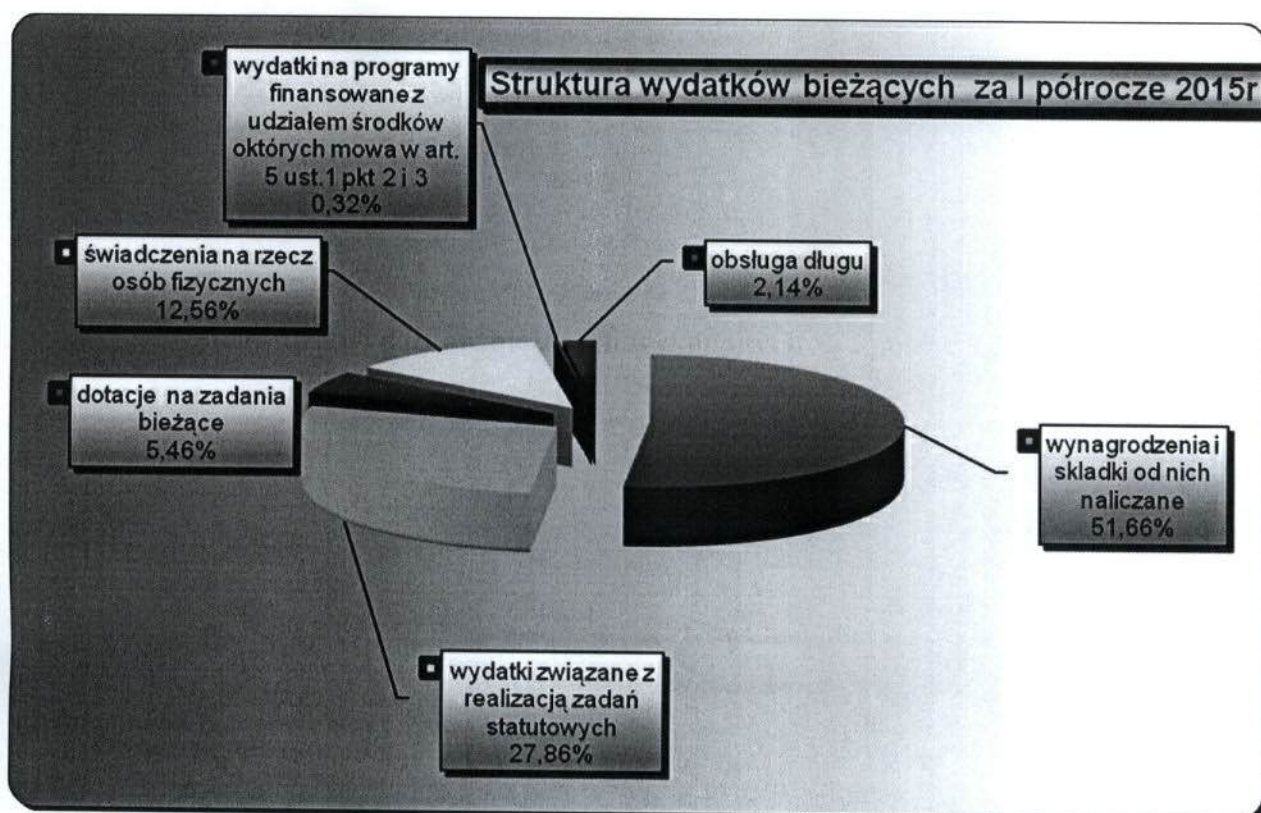 Struktura wydatków bieżących za I półrocze 2015r
wydatki na programy
finansowane z
udziałem środków
októrych mowa w art.
5 ust.1 pkt 2 i 3
0,32%
świadczenia na rzecz
osób fizycznych
12,56%
obsługa długu
2,14%
dotacje na zadania
bieżące
5,46%
wynagrodzenia i
skladki od nich
naliczane
51,66%
wydatki związane z
realizacją zadań
statutowych
27,86%